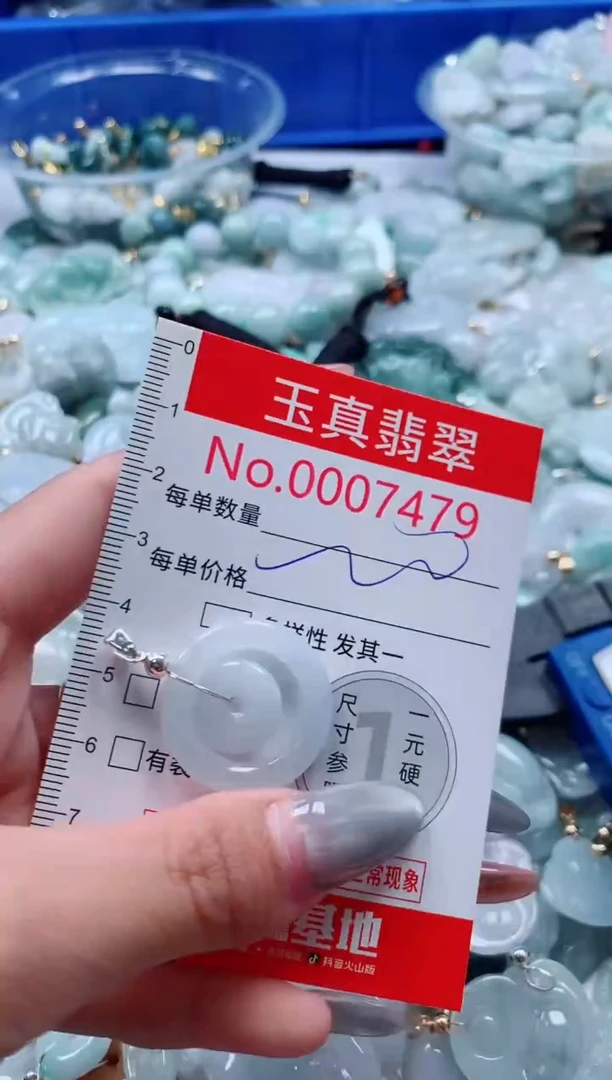 0
玉真翡翠
1
No.0007479
2
每单数量
3
每单价格
4
发其一
5
尺寸参
一元硬
1
6
有装
7
常现象
基地
抖音火山版